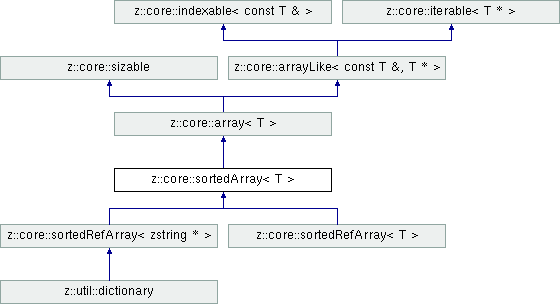 z::core::indexable< const T & >
z::core::iterable< T * >
z::core::sizable
z::core::arrayLike< const T &, T * >
z::core::array< T >
z::core::sortedArray< T >
z::core::sortedRefArray< zstring * >
z::core::sortedRefArray< T >
z::util::dictionary